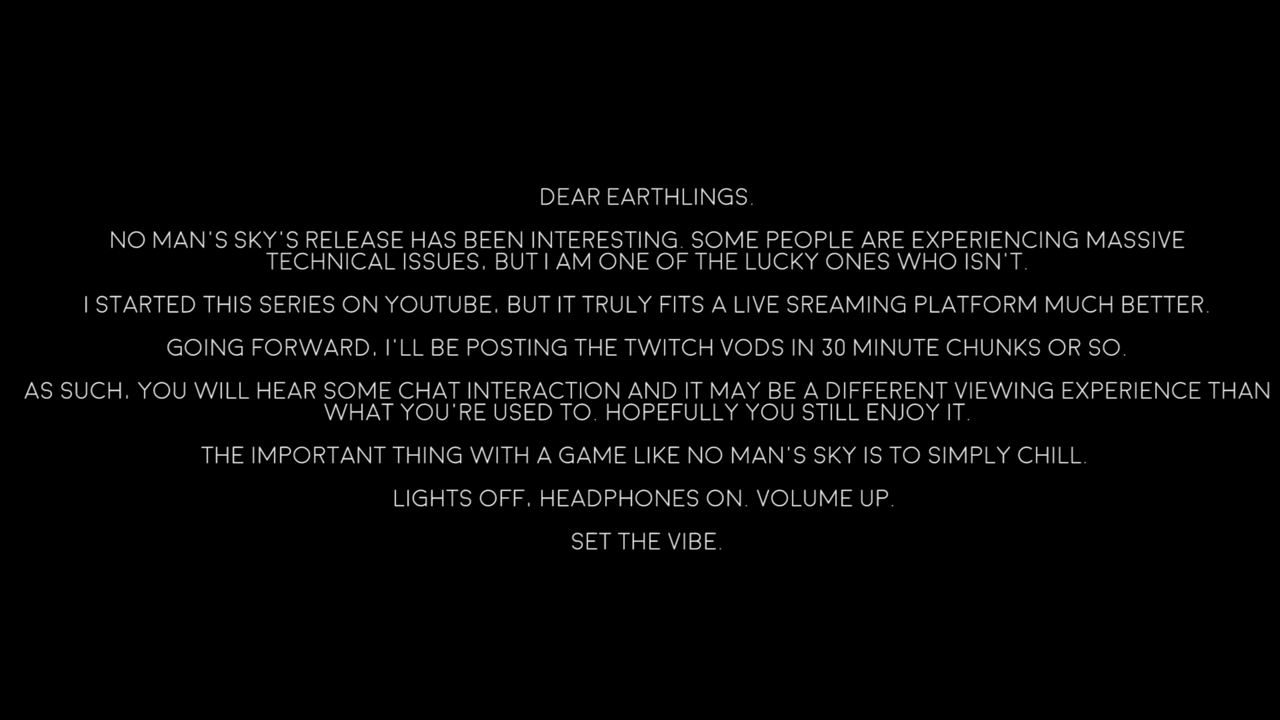 DEAR EARTHLINGS.
NO MAN'S SKY'S RELEASE HAS BEEN INTERESTING. SOME PEOPLE ARE EXPERIENCING MASSIVE
TECHNICAL ISSUES, BUT I AM ONE OF THE LUCKY ONES WHO ISN'T.
I STARTED THIS SERIES ON YOUTUBE, BUT IT TRULY FITS A LIVE SREAMING PLATFORM MUCH BETTER.
GOING FORWARD, I'LL BE POSTING THE TWITCH VODS IN 30 MINUTE CHUNKS OR SO.
AS SUCH, YOU WILL HEAR SOME CHAT INTERACTION AND IT MAY BE A DIFFERENT VIEWING EXPERIENCE THAN
WHAT YOU'RE USED TO. HOPEFULLY YOU STILL ENJOY IT.
THE IMPORTANT THING WITH A GAME LIKE NO MAN'S SKY IS TO SIMPLY CHILL.
LIGHTS OFF, HEADPHONES ON. VOLUME UP.
SET THE VIBE.